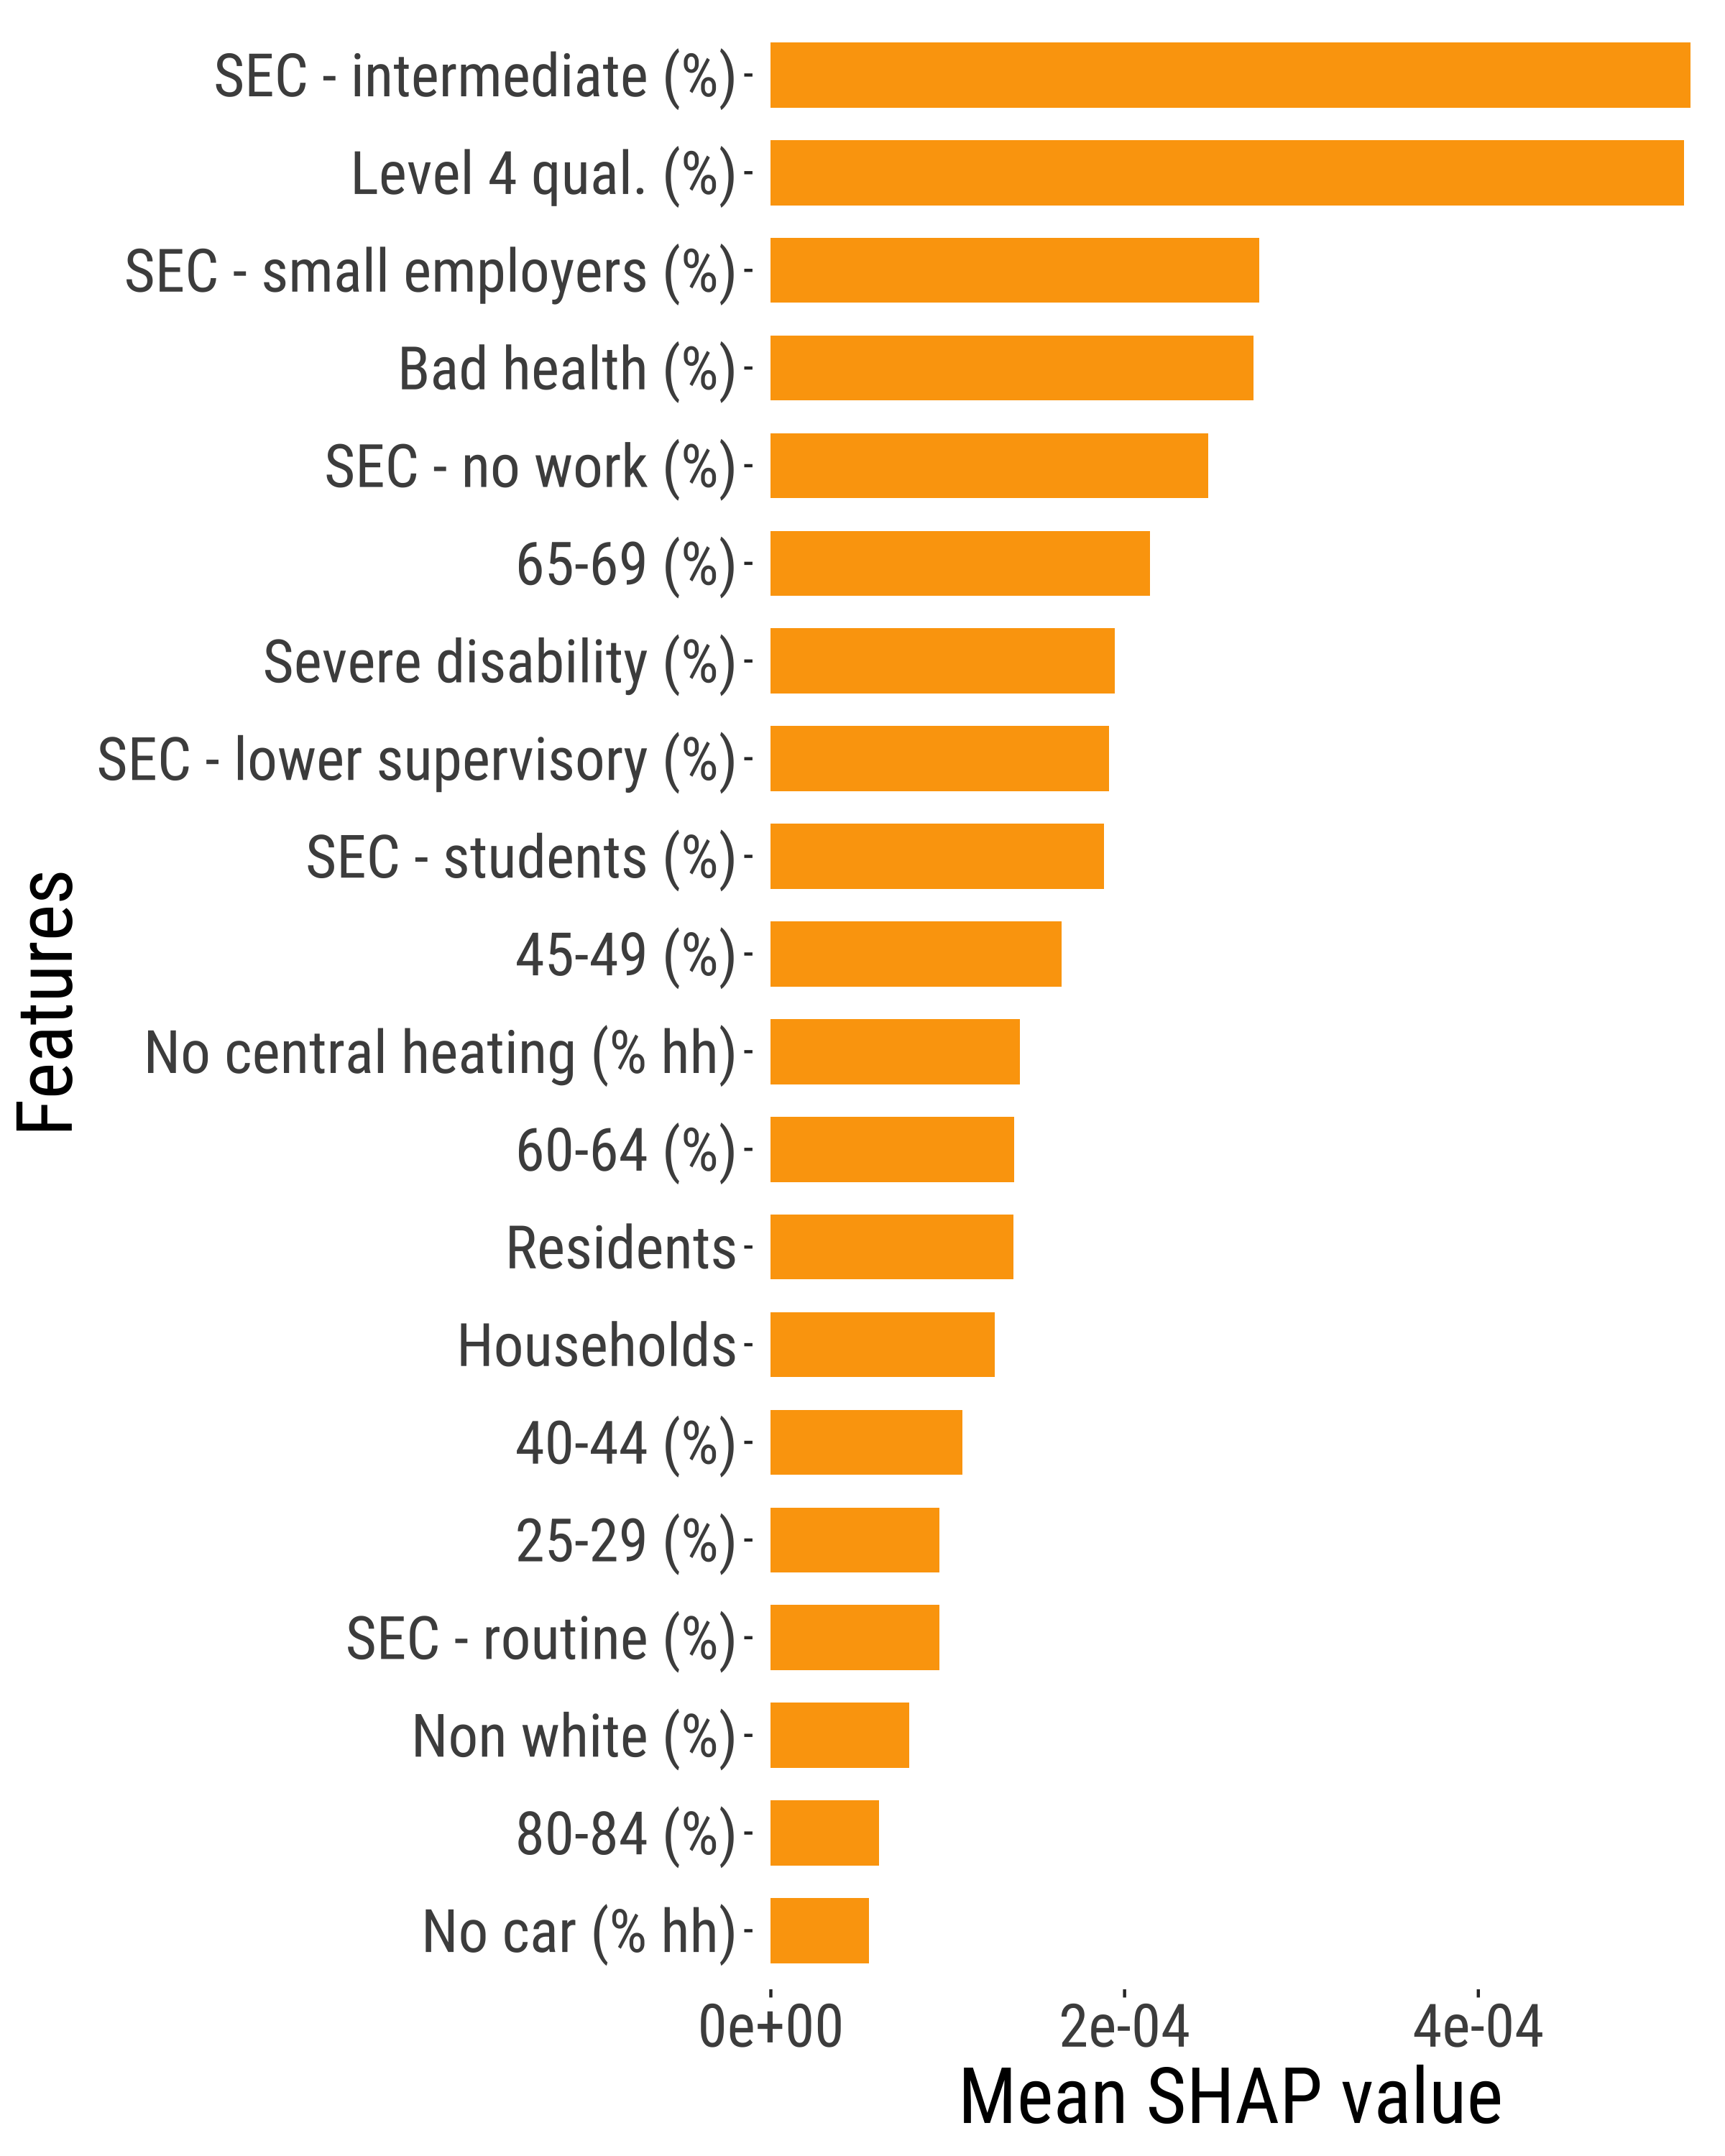 SEC - intermediate (%)
Level 4 qual. (%)
SEC - small employers (%)
Bad health (%)
SEC - no work (%)
65-69 (%)
Severe disability (%)
SEC - lower supervisory (%)
SEC - students (%)
45-49 (%)
No central heating (% hh)
60-64 (%)
Residents
Households
40-44 (%)
25-29 (%)
SEC - routine (%)
Non white (%)
80-84 (%)
No car (% hh)
Features
0e+00 2e-04 4e-04
Mean SHAP value